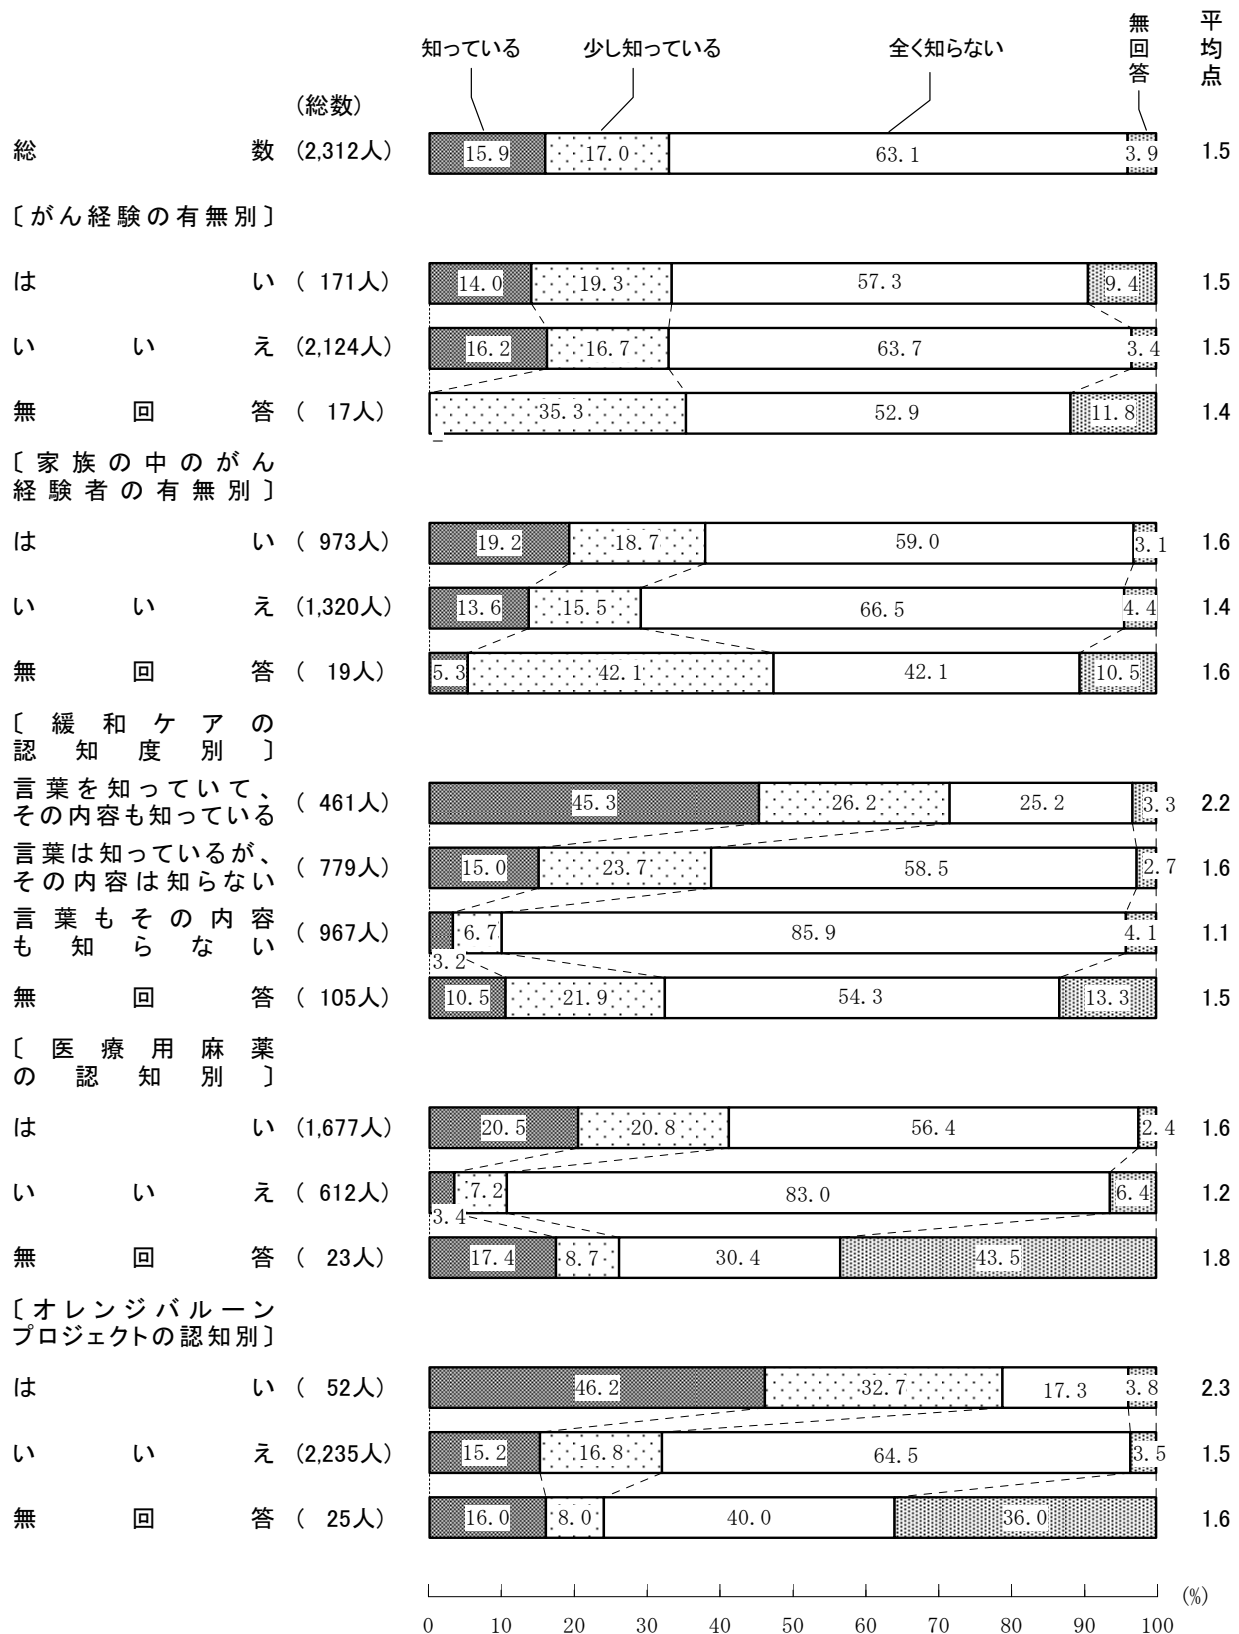 知っている 少し知っている 全く知らない 無回答 平均点
(総数)
総数 (2,312人) 15.9 17.0 63.1 3.9 1.5
〔がん経験の有無別〕
はい ( 171人) 14.0 19.3 57.3 9.4 1.5
いいえ (2,124人) 16.2 16.7 63.7 3.4 1.5
無回答 ( 17人) － 35.3 52.9 11.8 1.4
〔家族の中のがん
経験者の有無別〕
はい ( 973人) 19.2 18.7 59.0 3.1 1.6
いいえ (1,320人) 13.6 15.5 66.5 4.4 1.4
無回答 ( 19人) 5.3 42.1 42.1 10.5 1.6
〔緩和ケアの
認知度別〕
言葉を知っていて、
その内容も知っている ( 461人) 45.3 26.2 25.2 3.3 2.2
言葉は知っているが、
その内容は知らない ( 779人) 15.0 23.7 58.5 2.7 1.6
言葉もその内容
も知らない ( 967人) 3.2 6.7 85.9 4.1 1.1
無回答 ( 105人) 10.5 21.9 54.3 13.3 1.5
〔医療用麻薬
の認知別〕
はい (1,677人) 20.5 20.8 56.4 2.4 1.6
いいえ ( 612人) 3.4 7.2 83.0 6.4 1.2
無回答 ( 23人) 17.4 8.7 30.4 43.5 1.8
〔オレンジバルーン
プロジェクトの認知別〕
はい ( 52人) 46.2 32.7 17.3 3.8 2.3
いいえ (2,235人) 15.2 16.8 64.5 3.5 1.5
無回答 ( 25人) 16.0 8.0 40.0 36.0 1.6
0 10 20 30 40 50 60 70 80 90 100 (%)